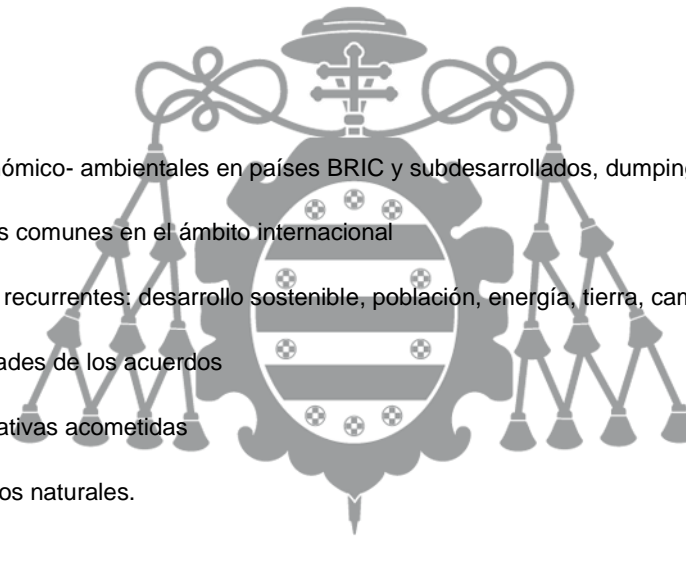 nómico- ambientales en países BRIC y subdesarrollados, dumping
s comunes en el ámbito internacional
recurrentes: desarrollo sostenible, población, energía, tierra, cam
ades de los acuerdos
ativas acometidas
os naturales.